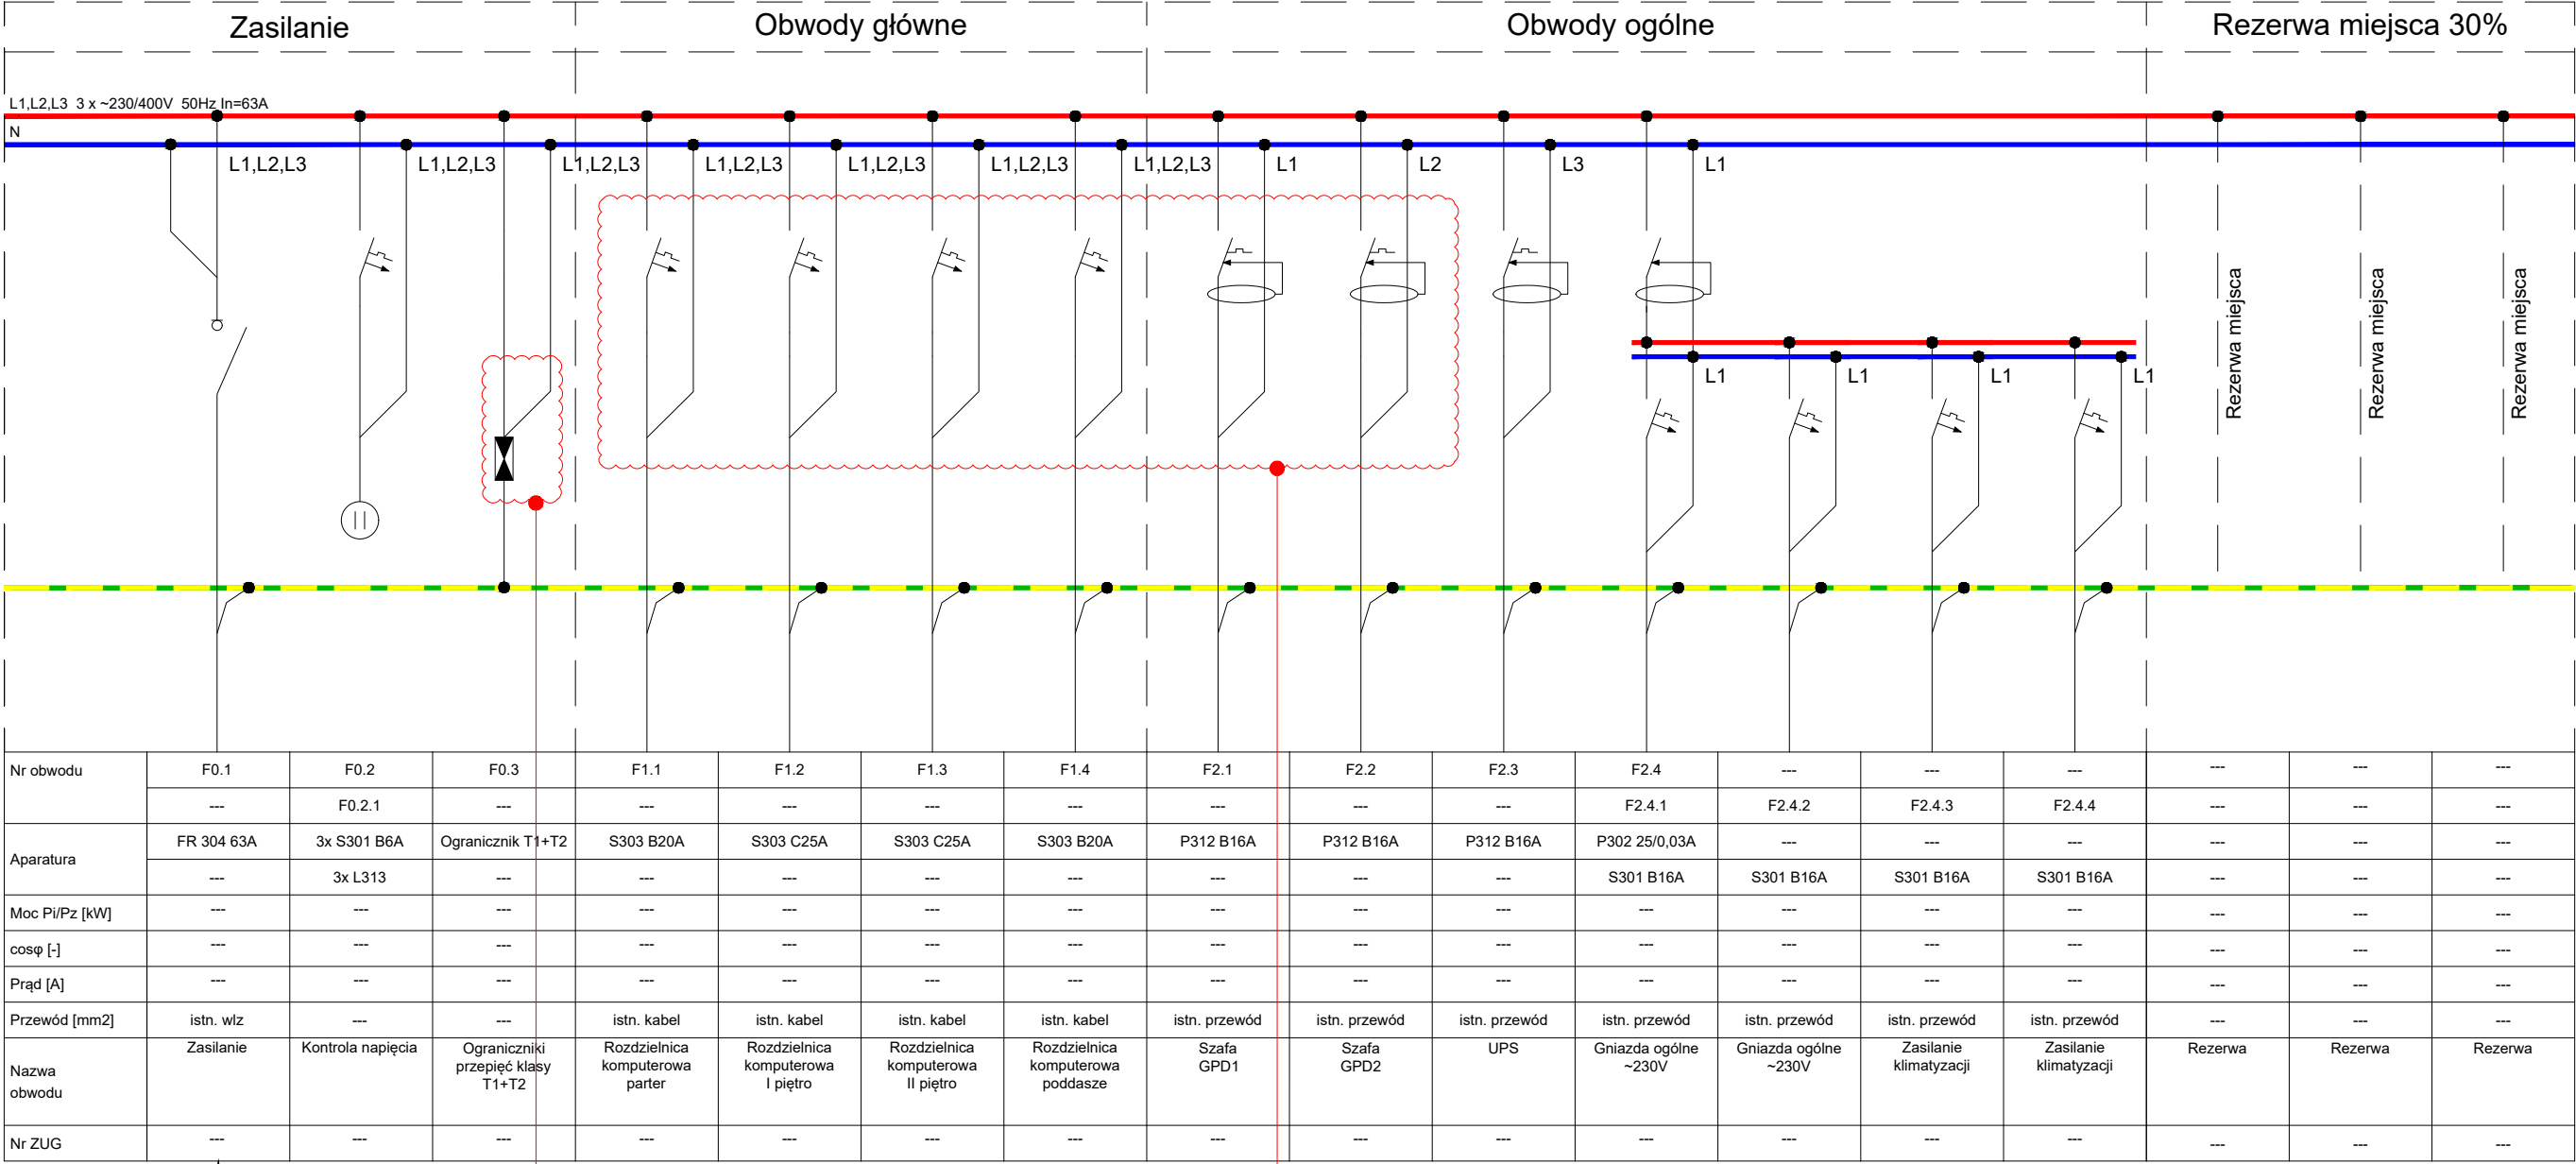 Zasilanie
Obwody główne
Obwody ogólne
Rezerwa miejsca 30%
L1,L2,L3 3 x ~230/400V 50Hz In=63A
N
L1,L2,L3
L1,L2,L3
L1,L2,L3
L1,L2,L3
L1,L2,L3
L1,L2,L3
L1,L2,L3
L1
L2
L3
L1
L1
L1
L1
L1
Rezerwa miejsca
Rezerwa miejsca
Rezerwa miejsca
Nr obwodu F0.1 F0.2 F0.3 F1.1 F1.2 F1.3 F1.4 F2.1 F2.2 F2.3 F2.4 --- --- --- --- --- ---
--- F0.2.1 --- --- --- --- --- --- --- --- F2.4.1 F2.4.2 F2.4.3 F2.4.4 --- --- ---
Aparatura FR 304 63A 3x S301 B6A Ogranicznik T1+T2 S303 B20A S303 C25A S303 C25A S303 B20A P312 B16A P312 B16A P312 B16A P302 25/0,03A --- --- --- --- --- ---
--- 3x L313 --- --- --- --- --- --- --- --- S301 B16A S301 B16A S301 B16A S301 B16A --- --- ---
Moc Pi/Pz [kW] --- --- --- --- --- --- --- --- --- --- --- --- --- --- --- --- ---
cosφ [-] --- --- --- --- --- --- --- --- --- --- --- --- --- --- --- --- ---
Prąd [A] --- --- --- --- --- --- --- --- --- --- --- --- --- --- --- --- ---
Przewód [mm2] istn. wlz --- --- istn. kabel istn. kabel istn. kabel istn. kabel istn. przewód istn. przewód istn. przewód istn. przewód istn. przewód istn. przewód istn. przewód --- --- ---
Nazwa
obwodu
Zasilanie
Kontrola napięcia
Ograniczniki
przepięć klasy
T1+T2
Rozdzielnica
komputerowa
parter
Rozdzielnica
komputerowa
I piętro
Rozdzielnica
komputerowa
II piętro
Rozdzielnica
komputerowa
poddasze
Szafa
GPD1
Szafa
GPD2
UPS
Gniazda ogólne
~230V
Gniazda ogólne
~230V
Zasilanie
klimatyzacji
Zasilanie
klimatyzacji
Rezerwa
Rezerwa
Rezerwa
Nr ZUG --- --- --- --- --- --- --- --- --- --- --- --- --- --- --- --- ---